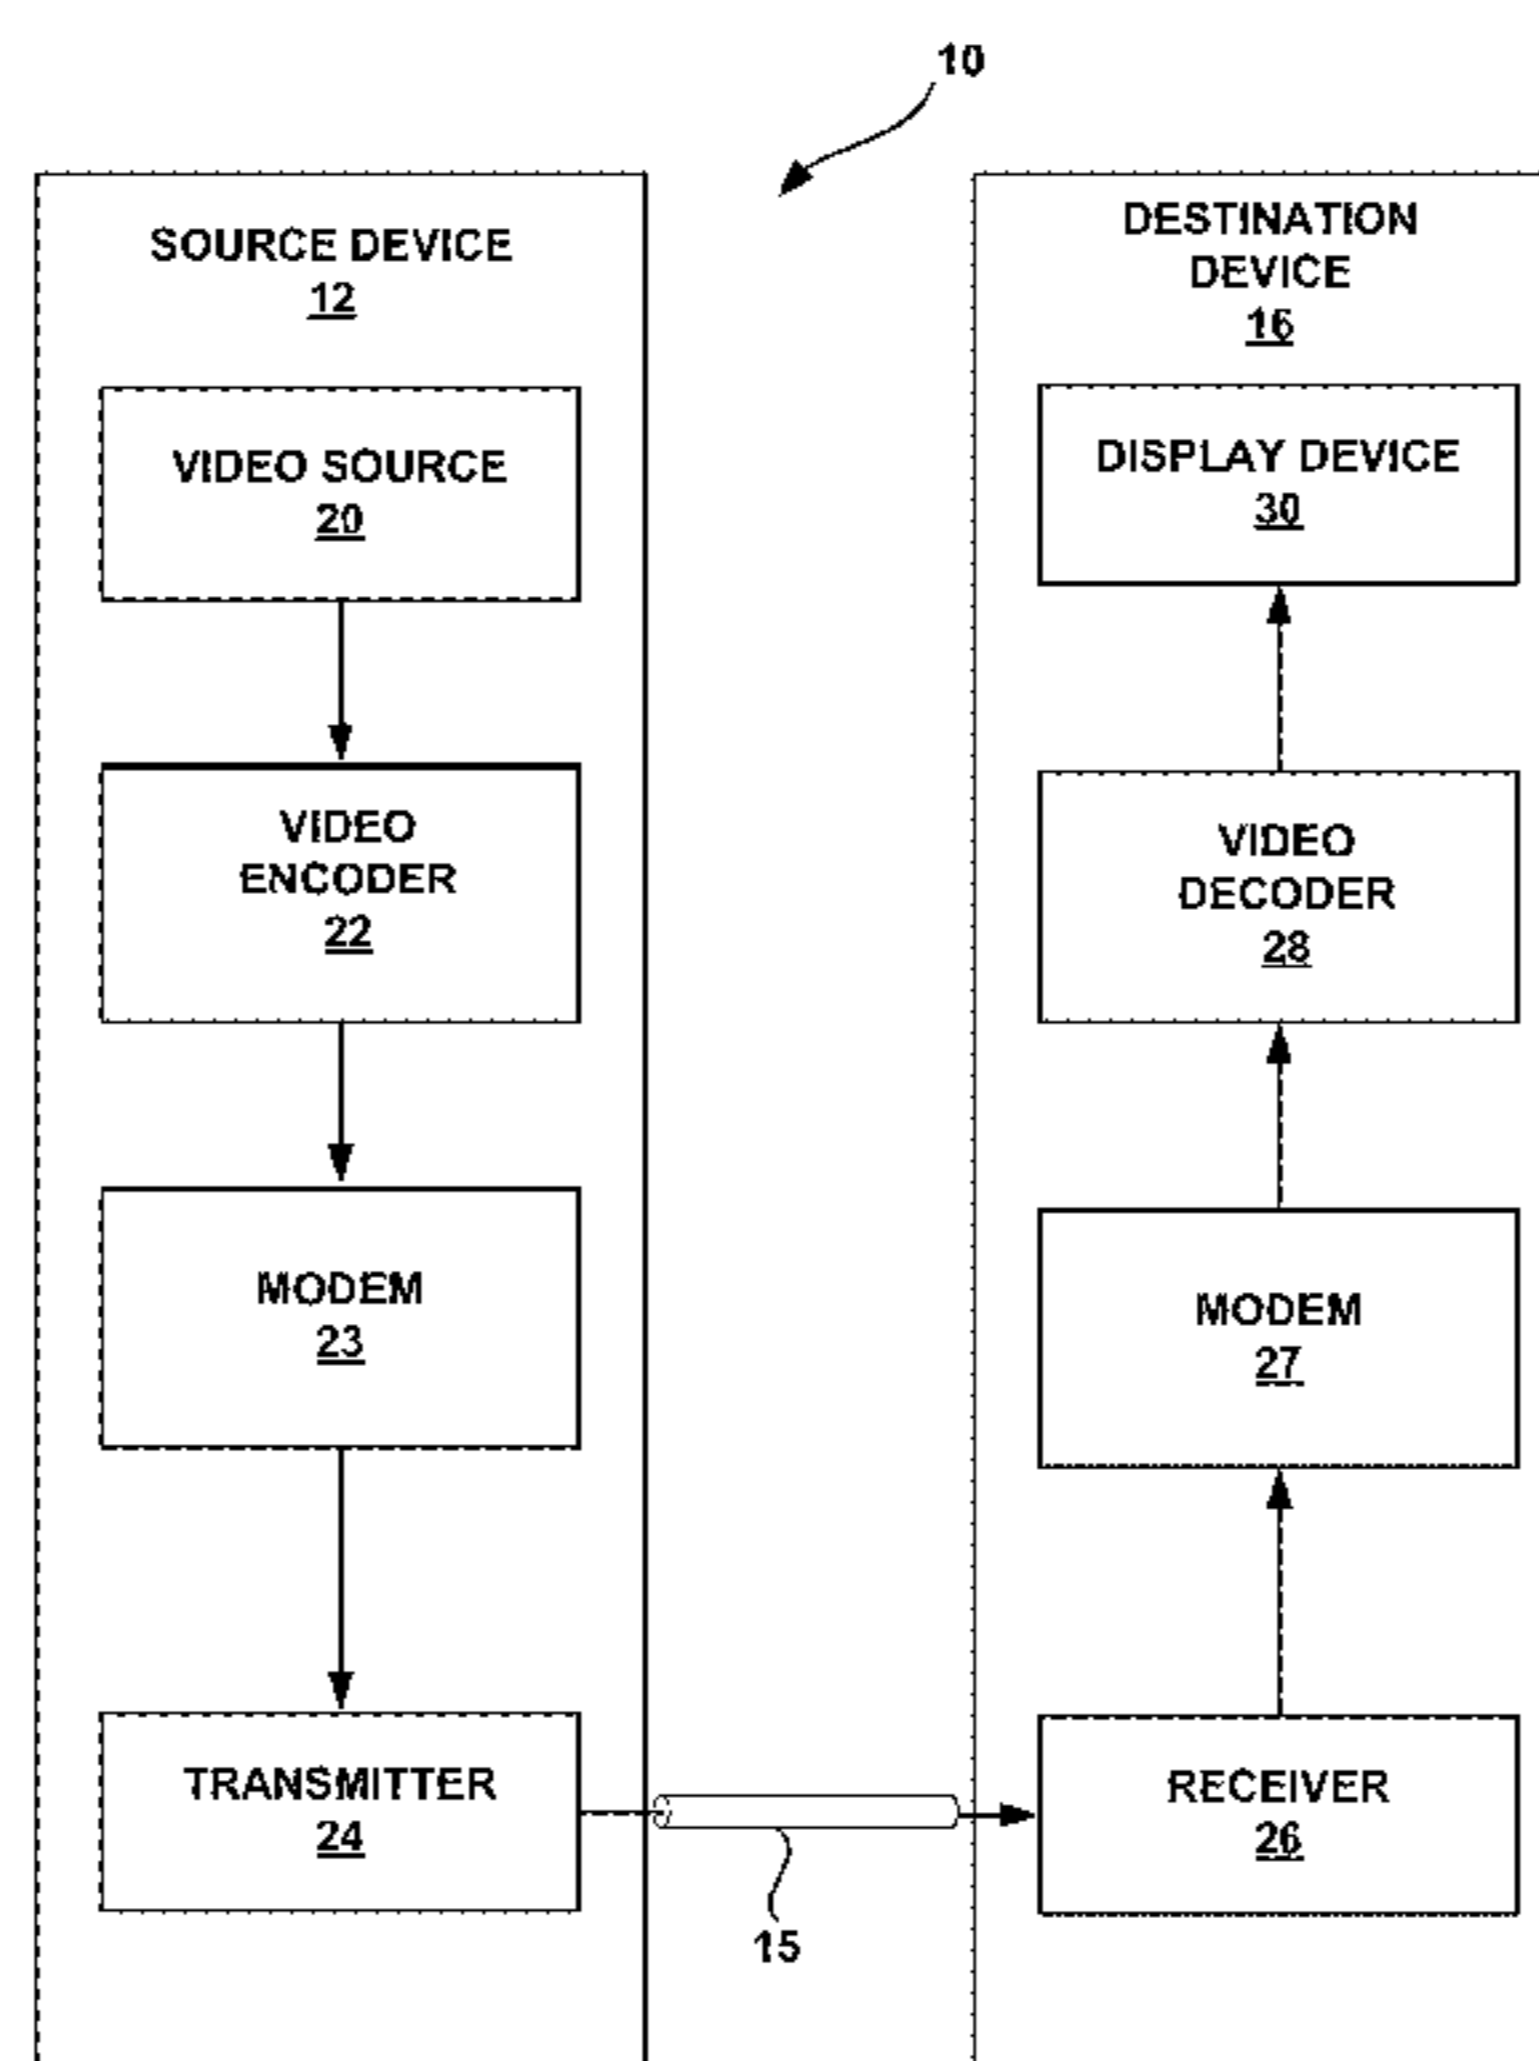 10
SOURCE DEVICE
12
VIDEO SOURCE
20
VIDEO
ENCODER
22
MODEM
23
TRANSMITTER
24
15
DESTINATION
DEVICE
16
DISPLAY DEVICE
30
VIDEO
DECODER
28
MODEM
27
RECEIVER
26